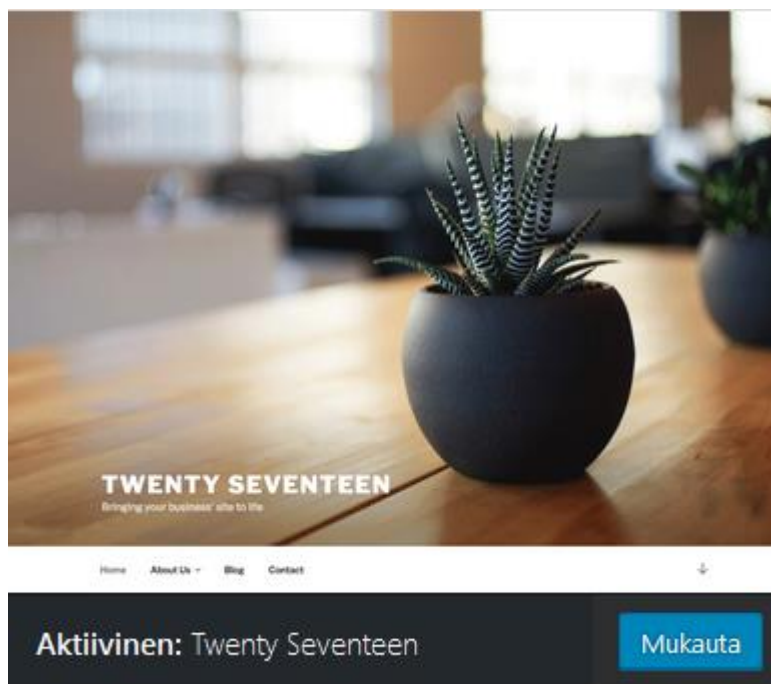 TWENTY SEVENTEEN
Bringing your business' site to life
Home About Us Blog Contact
Aktiivinen: Twenty Seventeen Mukauta